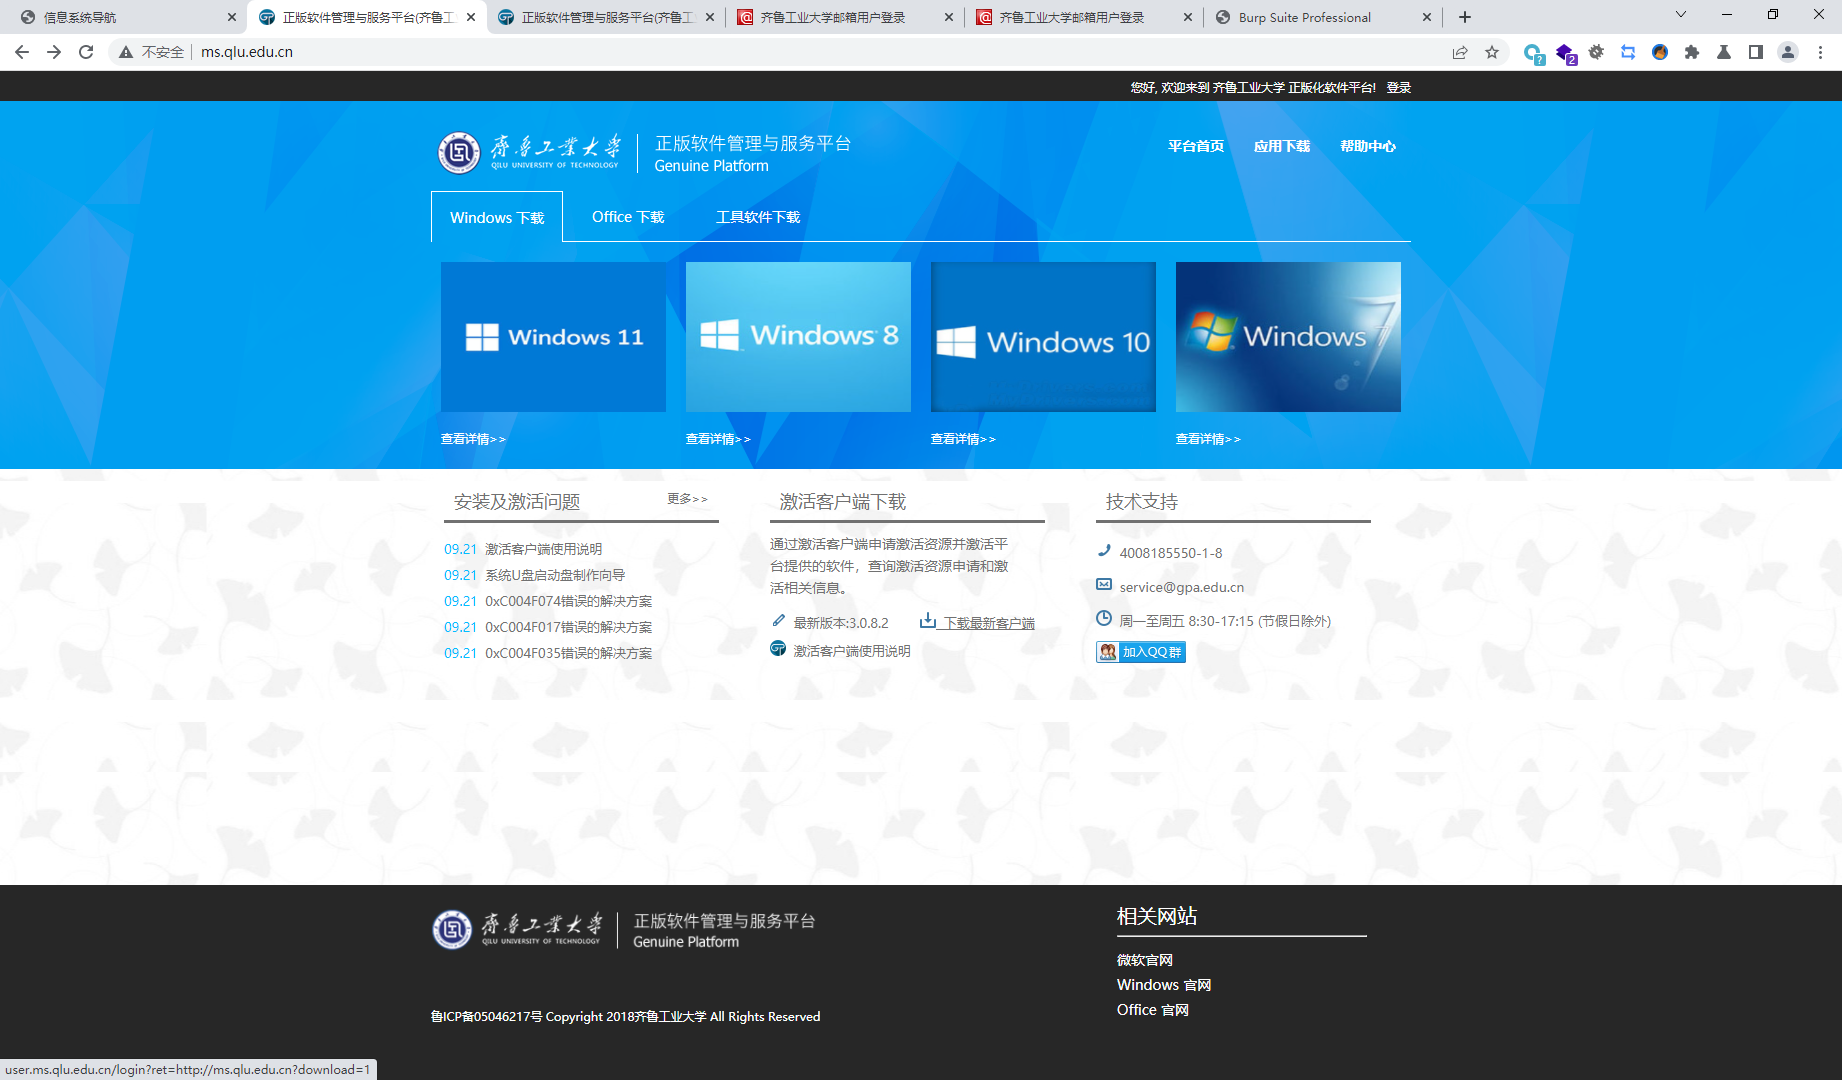 信息系统导航
正版软件管理与服务平台(齐鲁工
正版软件管理与服务平台(齐鲁工
齐鲁工业大学邮箱用户登录
齐鲁工业大学邮箱用户登录
Burp Suite Professional
不安全
ms.qlu.edu.cn
?
2
您好, 欢迎来到 齐鲁工业大学 正版化软件平台! 登录
齐鲁工业大学
QILU UNIVERSITY OF TECHNOLOGY
正版软件管理与服务平台
Genuine Platform
平台首页
应用下载
帮助中心
Windows 下载
Office 下载
工具软件下载
Windows 11
Windows 8
Windows 10
Windows 7
查看详情>>
查看详情>>
查看详情>>
查看详情>>
安装及激活问题
更多>>
09.21 激活客户端使用说明
09.21 系统U盘启动盘制作向导
09.21 0xC004F074错误的解决方案
09.21 0xC004F017错误的解决方案
09.21 0xC004F035错误的解决方案
激活客户端下载
通过激活客户端申请激活资源并激活平
台提供的软件，查询激活资源申请和激
活相关信息。
最新版本:3.0.8.2
下载最新客户端
激活客户端使用说明
技术支持
4008185550-1-8
service@gpa.edu.cn
周一至周五 8:30-17:15 (节假日除外)
加入QQ群
齐鲁工业大学
QILU UNIVERSITY OF TECHNOLOGY
正版软件管理与服务平台
Genuine Platform
鲁ICP备05046217号 Copyright 2018齐鲁工业大学 All Rights Reserved
相关网站
微软官网
Windows 官网
Office 官网
user.ms.qlu.edu.cn/login?ret=http://ms.qlu.edu.cn?download=1